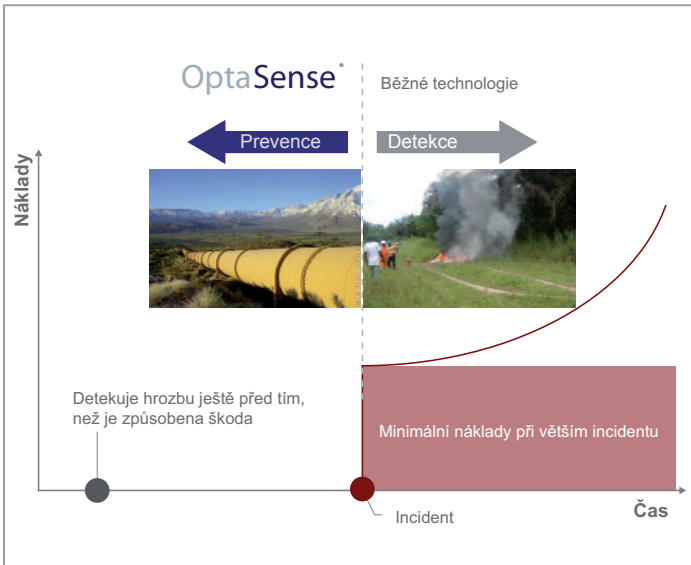 OptaSense
Běžné technologie
Prevence
Detekce
Náklady
Detekuje hrozbu ještě před tím,
než je způsobena škoda
Minimální náklady při větším incidentu
Incident
Čas